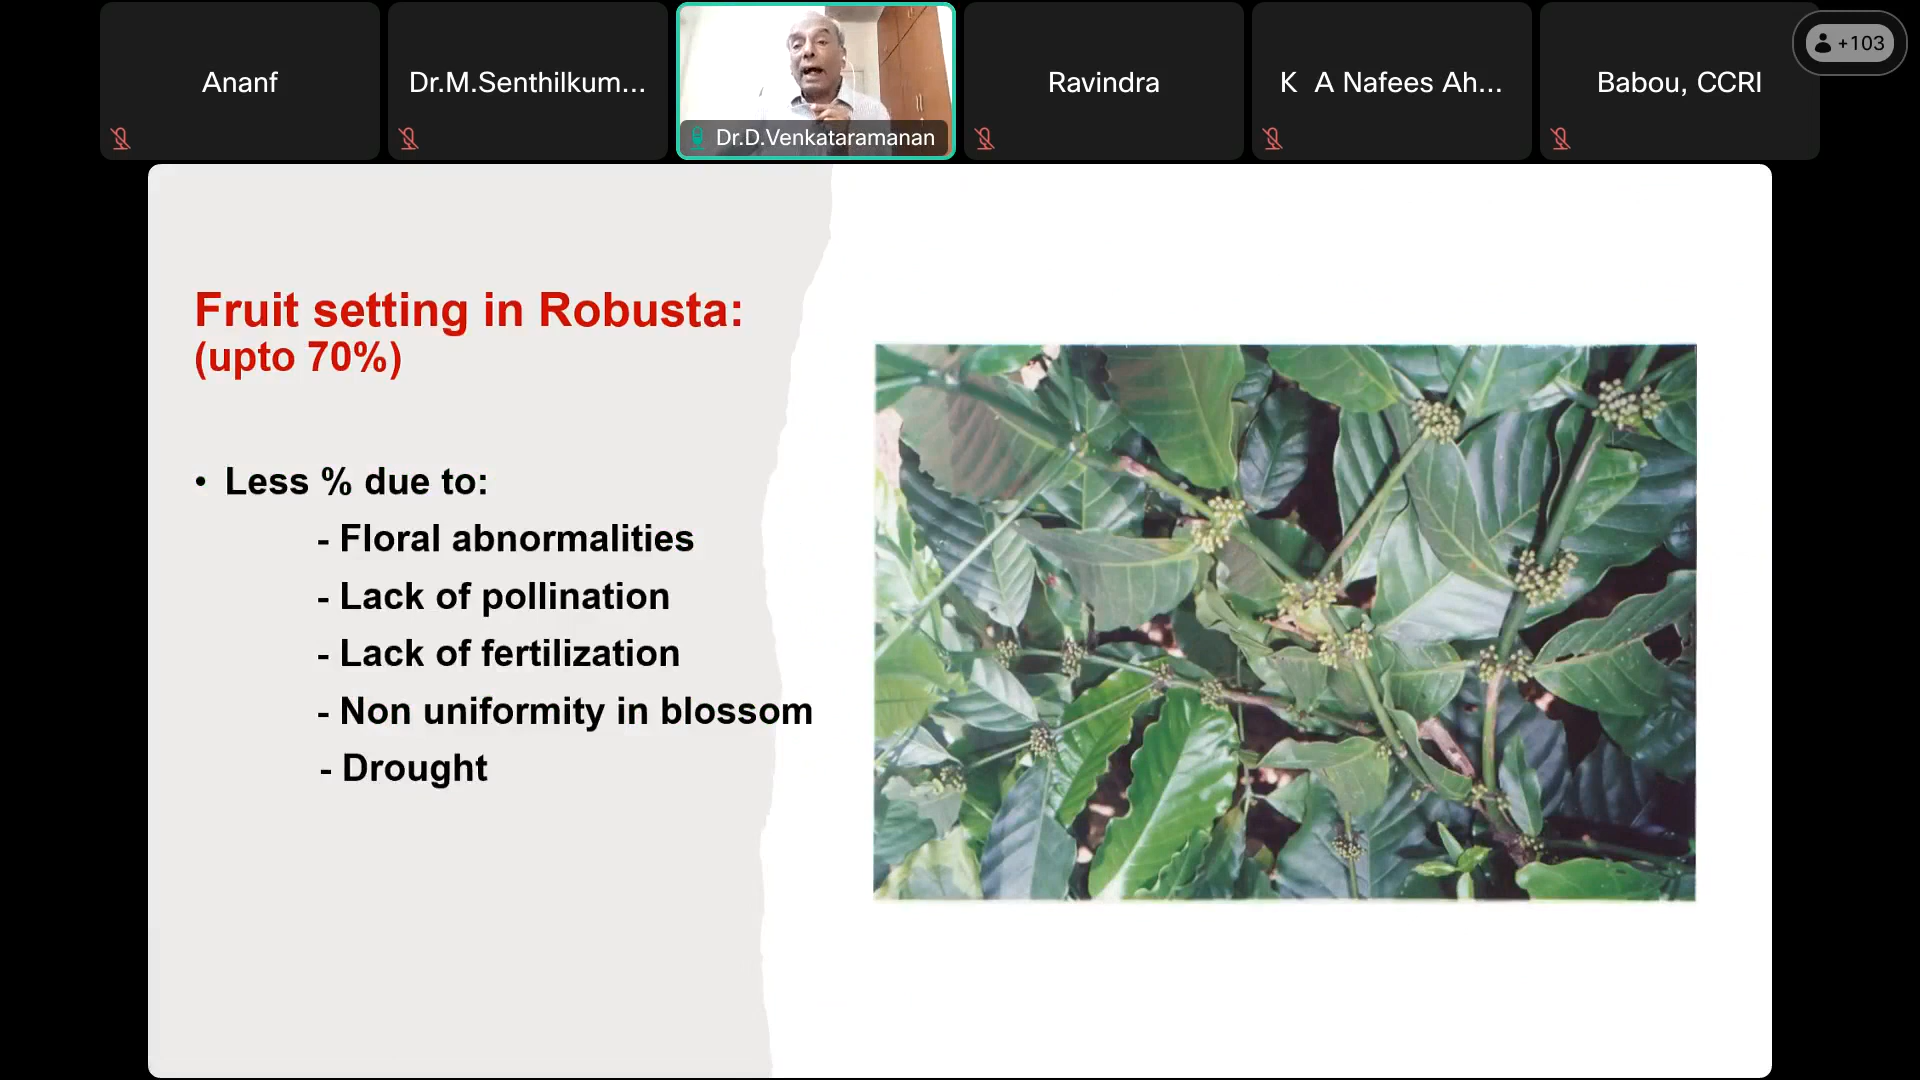 Ananf
Dr.M.Senthilkum...
Dr.D.Venkataramanan
Ravindra
K A Nafees Ah...
Babou, CCRI
+103
Fruit setting in Robusta:
(upto 70%)
• Less % due to:
- Floral abnormalities
- Lack of pollination
- Lack of fertilization
- Non uniformity in blossom
- Drought